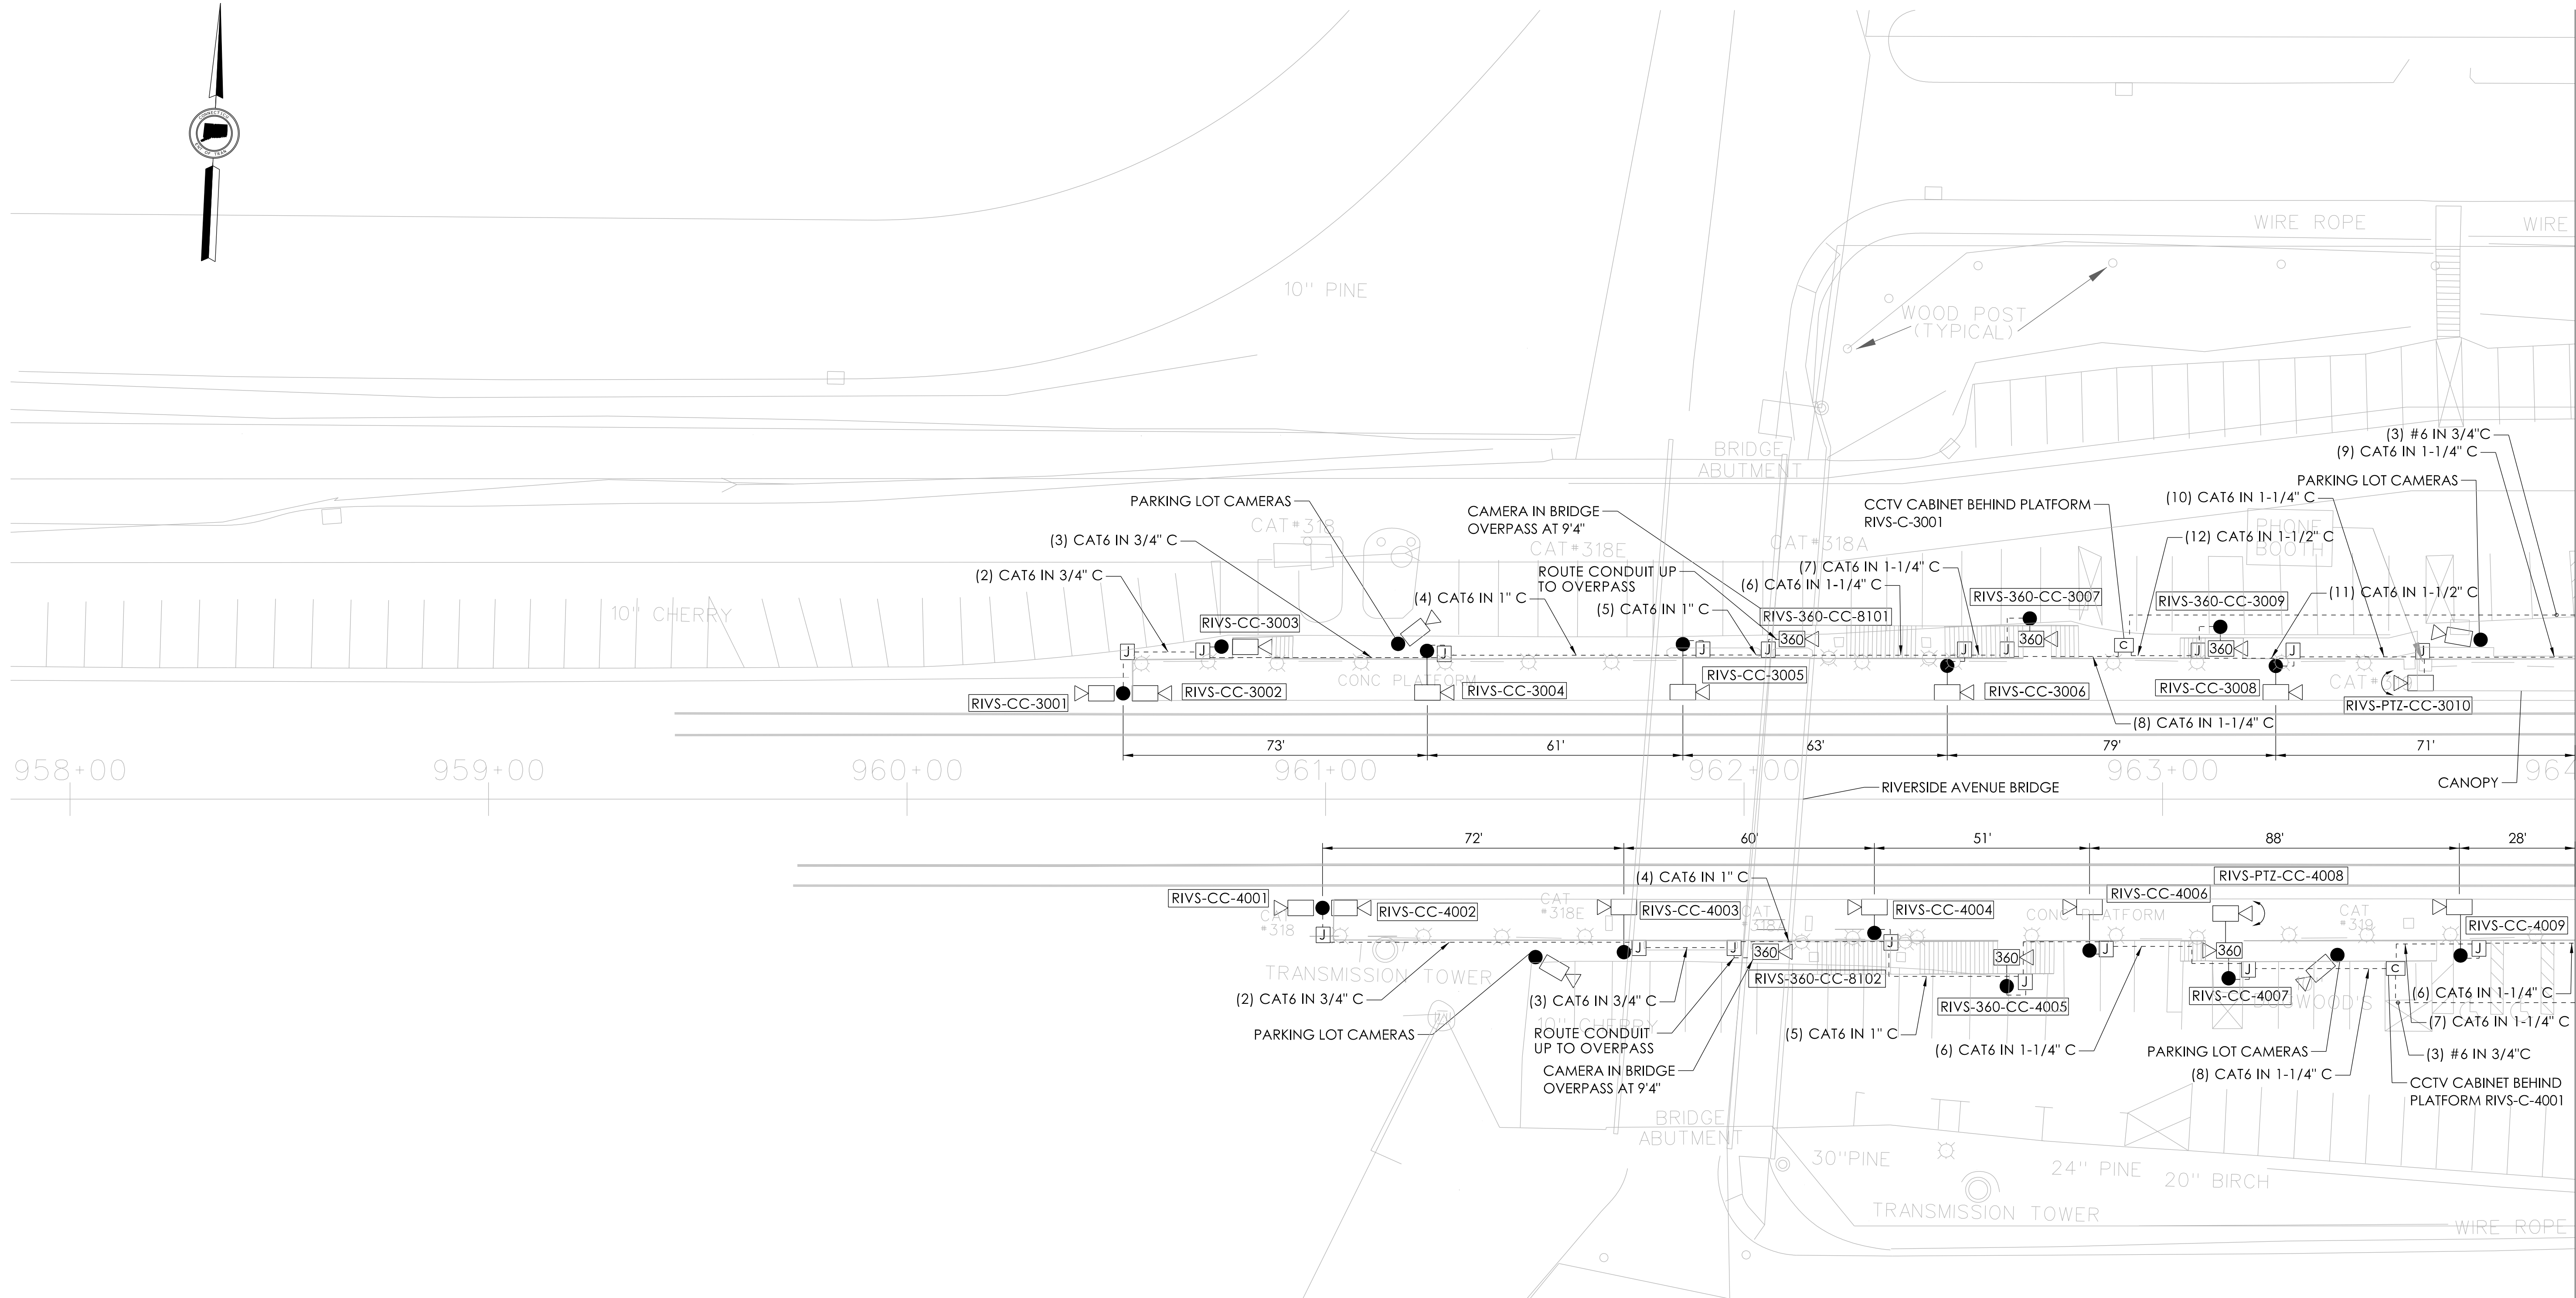 CONNECTICUT
10" PINE
WIRE ROPE
WIRE
WOOD POST
(TYPICAL)
BRIDGE
ABUTMENT
(3) #6 IN 3/4"C
(9) CAT6 IN 1-1/4" C
PARKING LOT CAMERAS
(10) CAT6 IN 1-1/4" C
PARKING LOT CAMERAS
CAMERA IN BRIDGE
OVERPASS AT 9'4"
CCTV CABINET BEHIND PLATFORM
RIVS-C-3001
PHONE
BOOTH
CAT#318
(3) CAT6 IN 3/4" C
CAT#318E
CAT#318A
(12) CAT6 IN 1-1/2" C
(2) CAT6 IN 3/4" C
ROUTE CONDUIT UP
TO OVERPASS
(7) CAT6 IN 1-1/4" C
(6) CAT6 IN 1-1/4" C
(4) CAT6 IN 1" C
(5) CAT6 IN 1" C
(11) CAT6 IN 1-1/2" C
10" CHERRY
RIVS-CC-3003
RIVS-360-CC-8101
RIVS-360-CC-3007
RIVS-360-CC-3009
J
J
J
J
J
360
J
J
360
C
J
360
J
J
CONC PLATFORM
RIVS-CC-3001
RIVS-CC-3002
RIVS-CC-3004
RIVS-CC-3005
RIVS-CC-3006
RIVS-CC-3008
RIVS-PTZ-CC-3010
(8) CAT6 IN 1-1/4" C
73'
61'
63'
79'
71'
958+00
959+00
960+00
961+00
962+00
963+00
964
CANOPY
RIVERSIDE AVENUE BRIDGE
72'
60'
51'
88'
28'
(4) CAT6 IN 1" C
RIVS-PTZ-CC-4008
RIVS-CC-4001
RIVS-CC-4002
CAT
#318
CAT
#318E
RIVS-CC-4003
CAT
RIVS-CC-4004
RIVS-CC-4006
CONC PLATFORM
CAT
#319
RIVS-CC-4009
J
J
J
360
J
360
J
J
360
J
C
J
TRANSMISSION TOWER
RIVS-360-CC-8102
(2) CAT6 IN 3/4" C
(3) CAT6 IN 3/4" C
RIVS-360-CC-4005
RIVS-CC-4007
DOGWOOD'S
(6) CAT6 IN 1-1/4" C
(7) CAT6 IN 1-1/4" C
10" CHERRY
PARKING LOT CAMERAS
ROUTE CONDUIT
UP TO OVERPASS
(5) CAT6 IN 1" C
(6) CAT6 IN 1-1/4" C
PARKING LOT CAMERAS
(3) #6 IN 3/4"C
CAMERA IN BRIDGE
OVERPASS AT 9'4"
(8) CAT6 IN 1-1/4" C
CCTV CABINET BEHIND
PLATFORM RIVS-C-4001
BRIDGE
ABUTMENT
30"PINE
24" PINE
20" BIRCH
TRANSMISSION TOWER
WIRE ROPE